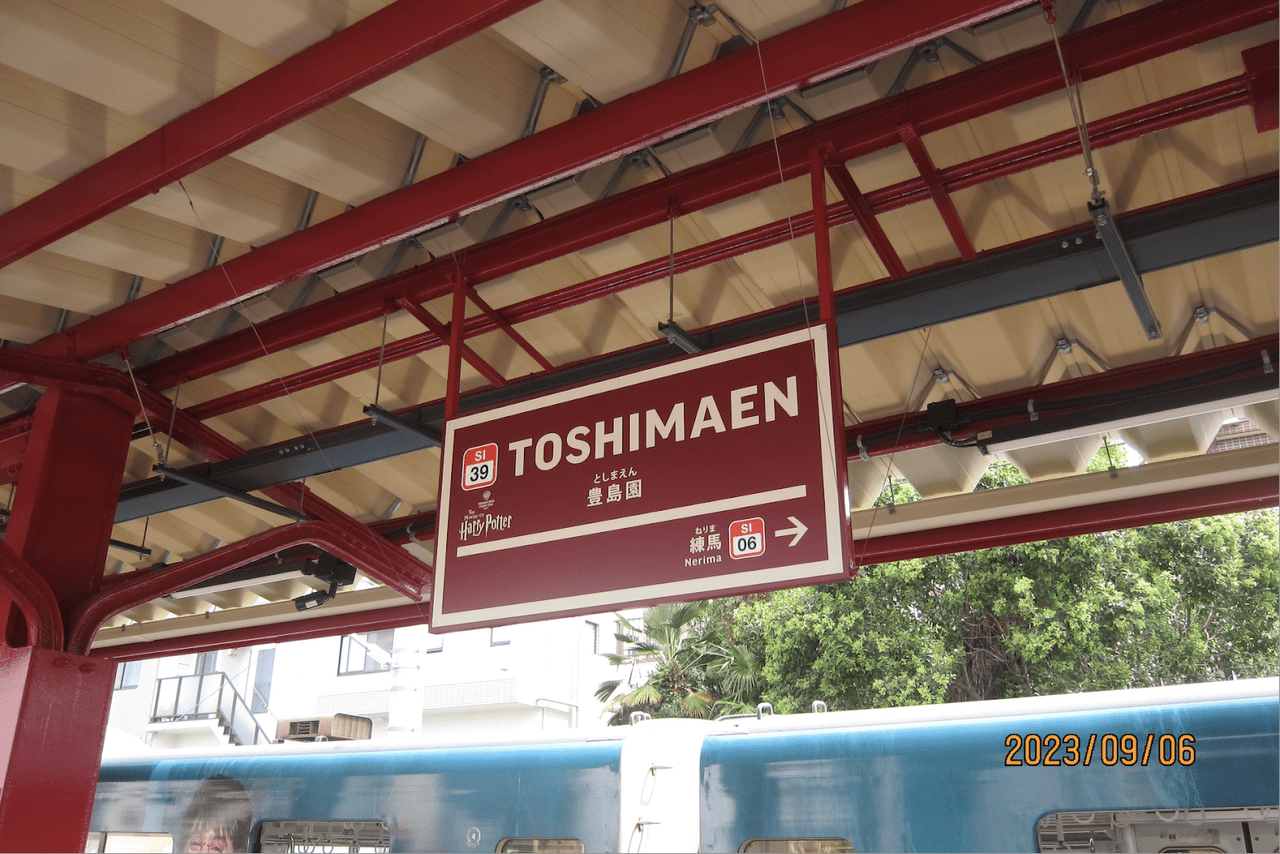 SI
39
TOSHIMAEN
としまえん
豊島園
THE MAKING OF
Harry Potter
ねりま
練馬
Nerima
SI
06
→
2023/09/06